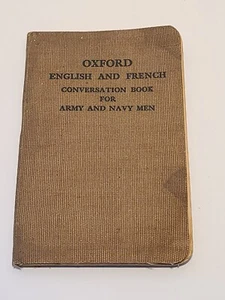 OXFORD
ENGLISH AND FRENCH
CONVERSATION BOOK
FOR
ARMY AND NAVY MEN